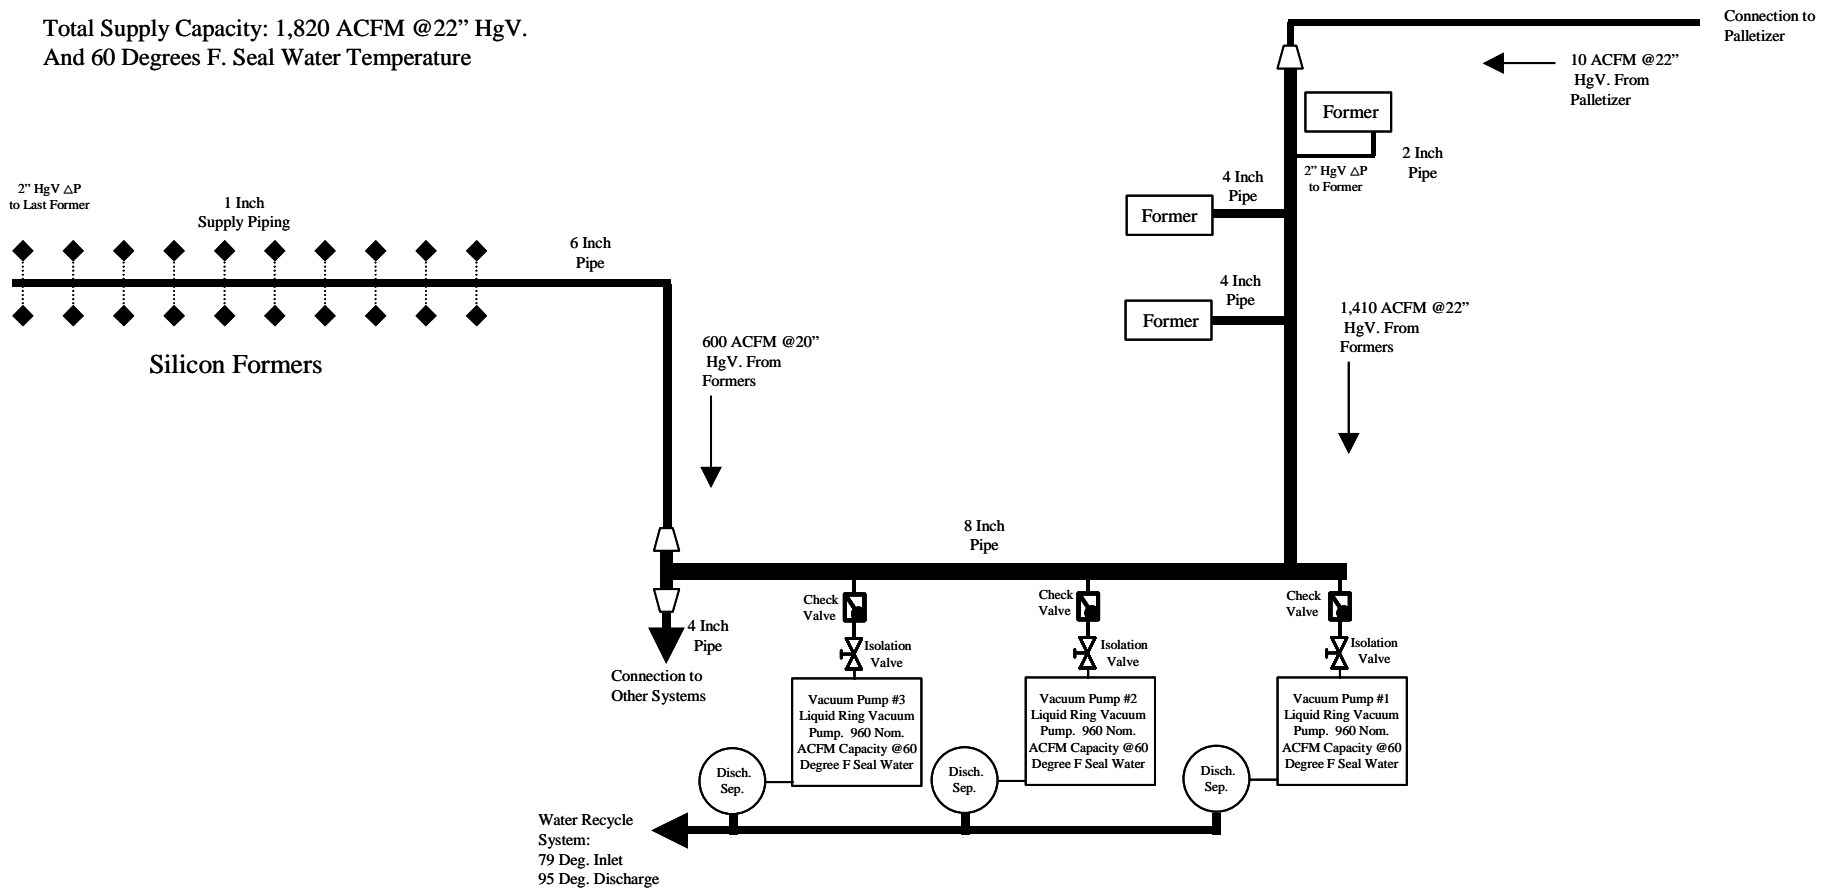 Total Supply Capacity: 1,820 ACFM @22” HgV.
And 60 Degrees F. Seal Water Temperature
Connection to
Palletizer
10 ACFM @22”
HgV. From
Palletizer
Former
2 Inch
Pipe
2” HgV △P
to Former
4 Inch
Pipe
Former
4 Inch
Pipe
Former
1,410 ACFM @22”
HgV. From
Formers
2” HgV △P
to Last Former
1 Inch
Supply Piping
6 Inch
Pipe
Silicon Formers
600 ACFM @20”
HgV. From
Formers
8 Inch
Pipe
4 Inch
Pipe
Connection to
Other Systems
Check
Valve
Isolation
Valve
Vacuum Pump #3
Liquid Ring Vacuum
Pump. 960 Nom.
ACFM Capacity @60
Degree F Seal Water
Disch.
Sep.
Check
Valve
Isolation
Valve
Vacuum Pump #2
Liquid Ring Vacuum
Pump. 960 Nom.
ACFM Capacity @60
Degree F Seal Water
Disch.
Sep.
Check
Valve
Isolation
Valve
Vacuum Pump #1
Liquid Ring Vacuum
Pump. 960 Nom.
ACFM Capacity @60
Degree F Seal Water
Disch.
Sep.
Water Recycle
System:
79 Deg. Inlet
95 Deg. Discharge